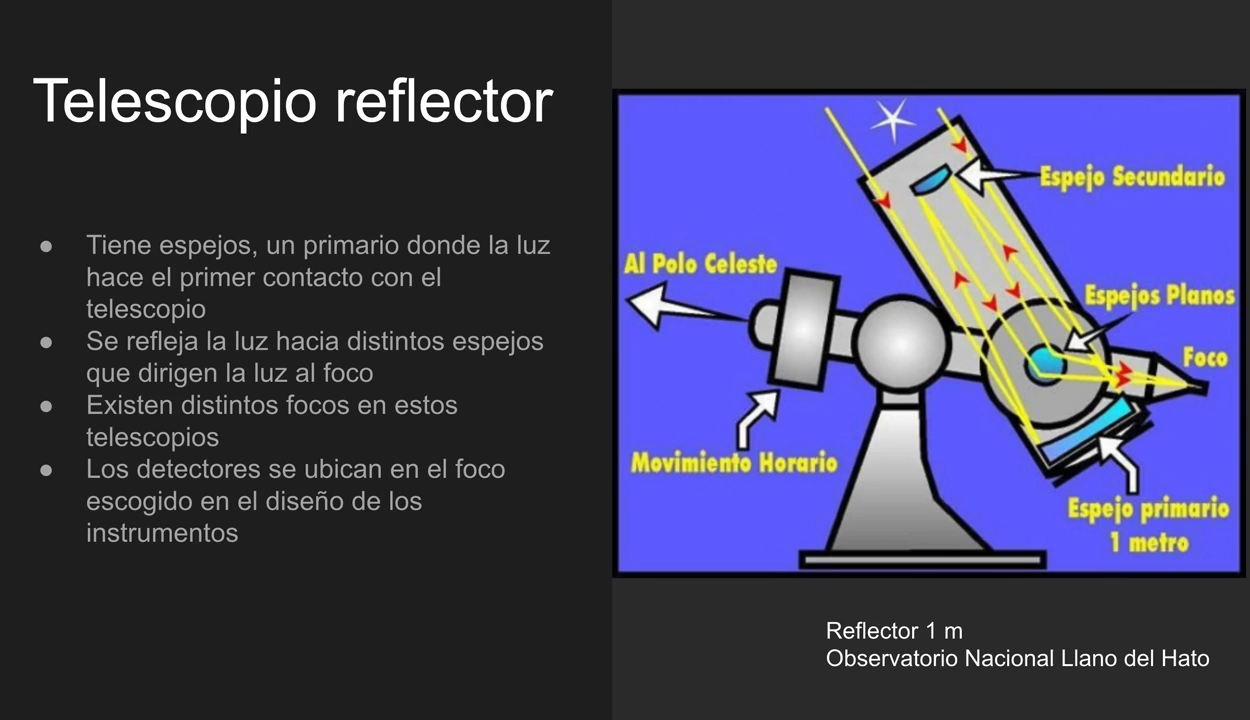 Telescopio reflector
● Tiene espejos, un primario donde la luz
hace el primer contacto con el
telescopio
● Se refleja la luz hacia distintos espejos
que dirigen la luz al foco
● Existen distintos focos en estos
telescopios
● Los detectores se ubican en el foco
escogido en el diseño de los
instrumentos
Espejo Secundario
Al Polo Celeste
Espejos Planos
Foco
Movimiento Horario
Espejo primario
1 metro
Reflector 1 m
Observatorio Nacional Llano del Hato